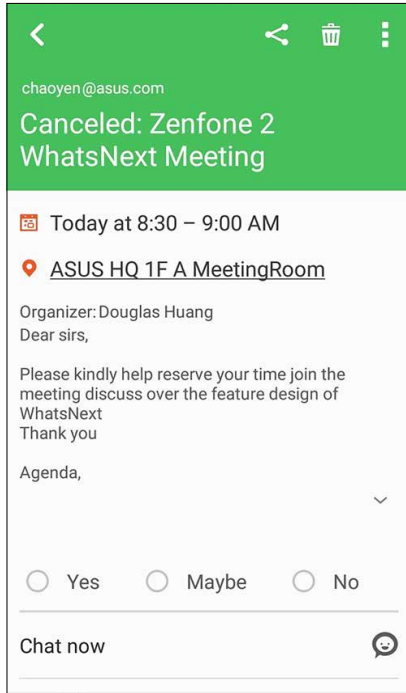 chaoyen@asus.com
Canceled: Zenfone 2
WhatsNext Meeting
Today at 8:30 – 9:00 AM
ASUS HQ 1F A MeetingRoom
Organizer: Douglas Huang
Dear sirs,
Please kindly help reserve your time join the
meeting discuss over the feature design of
WhatsNext
Thank you
Agenda,
Yes Maybe No
Chat now